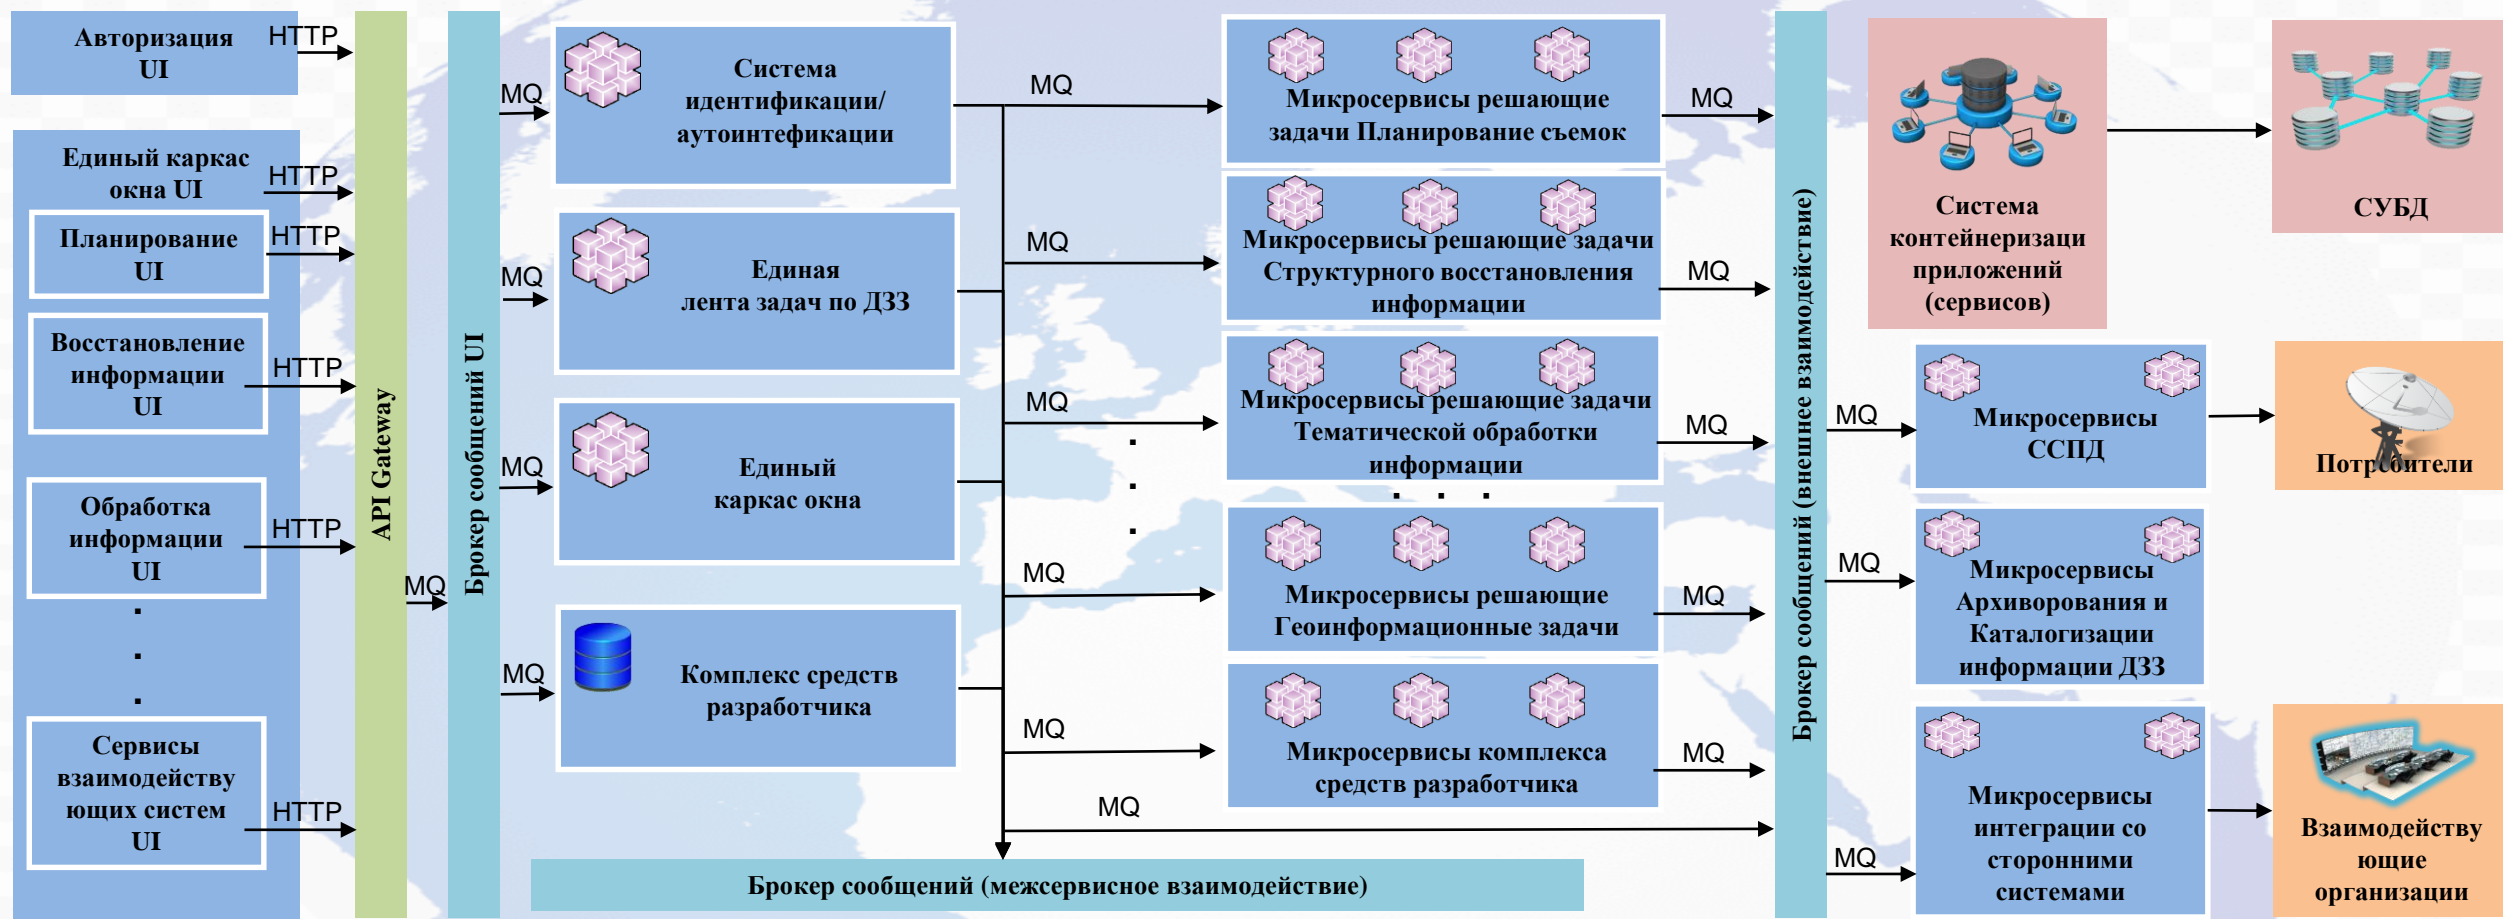 Авторизация
UI
HTTP
Единый каркас
окна UI
HTTP
Планирование
UI
HTTP
Восстановление
информации
UI
HTTP
Обработка
информации
UI
HTTP
Сервисы
взаимодейству
ющих систем
UI
HTTP
API Gateway
MQ
Брокер сообщений UI
MQ
Система
идентификации/
аутоинтефикации
MQ
Единая
лента задач по ДЗЗ
MQ
Единый
каркас окна
MQ
Комплекс средств
разработчика
MQ
Микросервисы решающие
задачи Планирование съемок
MQ
MQ
Микросервисы решающие задачи
Структурного восстановления
информации
MQ
MQ
Микросервисы решающие задачи
Тематической обработки
информации
MQ
MQ
Микросервисы решающие
Геоинформационные задачи
MQ
MQ
Микросервисы комплекса
средств разработчика
MQ
MQ
Брокер сообщений (межсервисное взаимодействие)
Брокер сообщений (внешнее взаимодействие)
Система
контейнеризаци
приложений
(сервисов)
СУБД
MQ
Микросервисы
ССПД
Потребители
MQ
Микросервисы
Архиворования и
Каталогизации
информации ДЗЗ
MQ
Микросервисы
интеграции со
сторонними
системами
Взаимодейству
ющие
организации